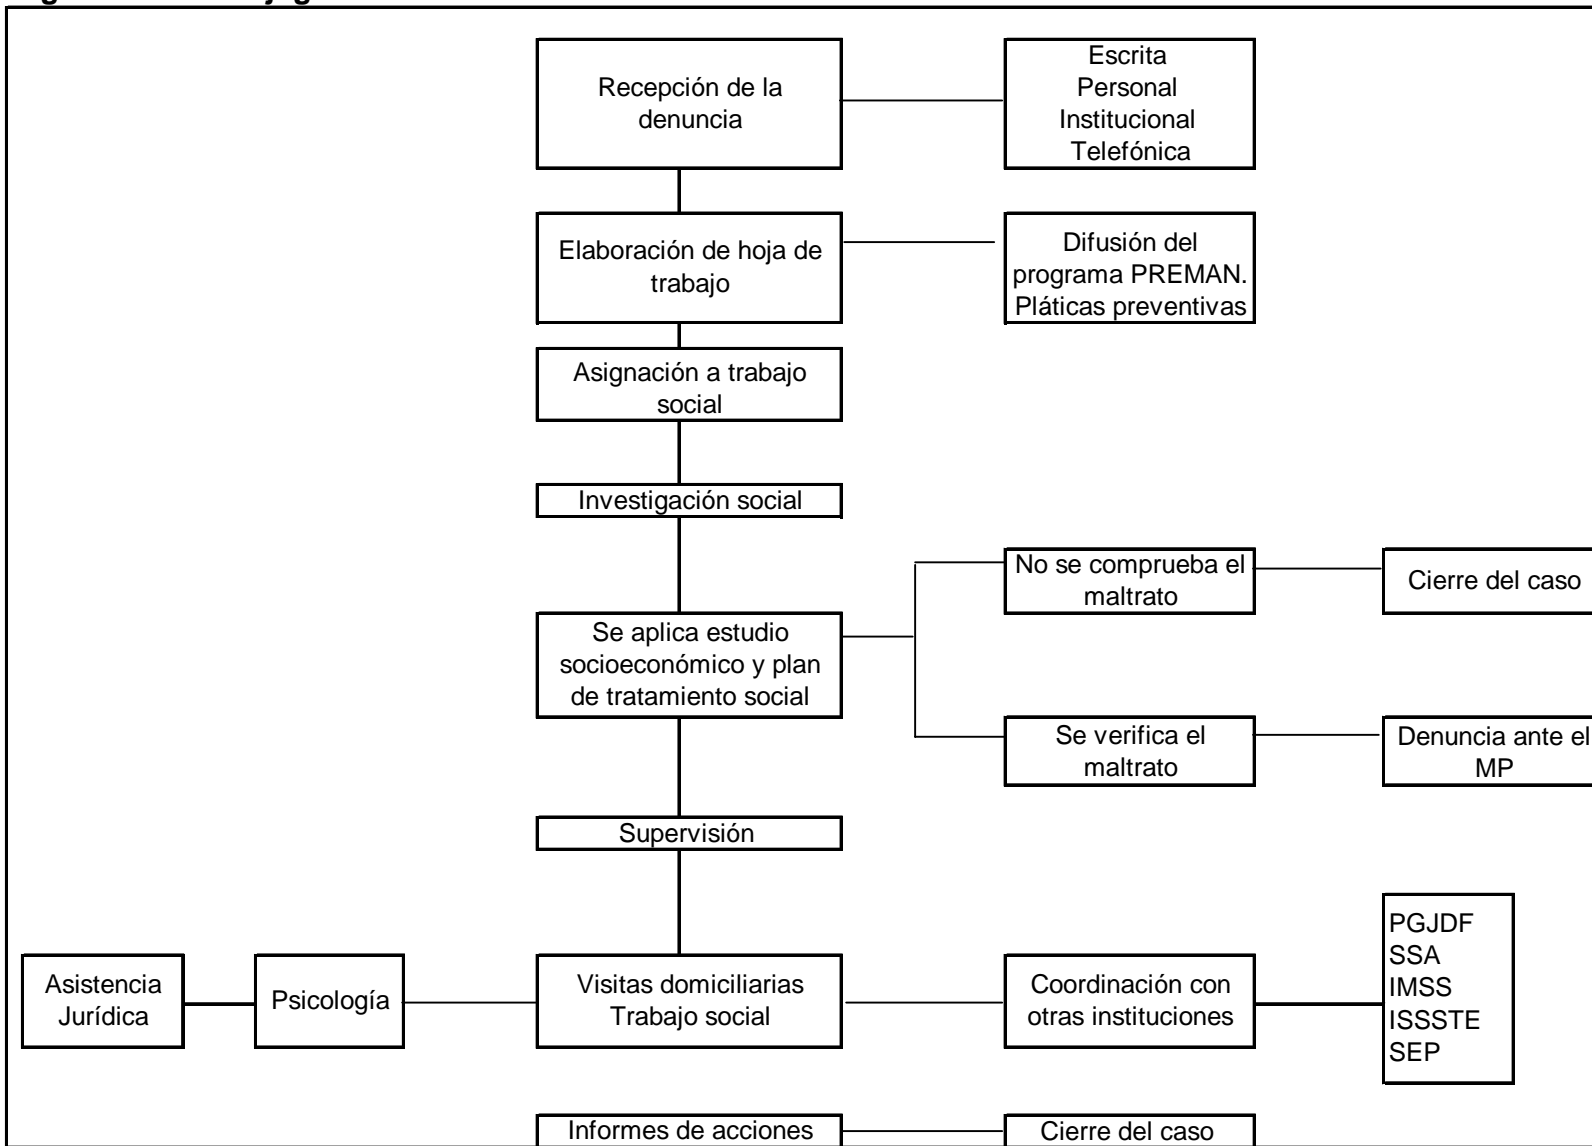 Recepción de la
denuncia
Escrita
Personal
Institucional
Telefónica
Elaboración de hoja de
trabajo
Difusión del
programa PREMAN.
Pláticas preventivas
Asignación a trabajo
social
Investigación social
No se comprueba el
maltrato
Cierre del caso
Se aplica estudio
socioeconómico y plan
de tratamiento social
Se verifica el
maltrato
Denuncia ante el
MP
Supervisión
Asistencia
Jurídica
Psicología
Visitas domiciliarias
Trabajo social
Coordinación con
otras instituciones
PGJDF
SSA
IMSS
ISSSTE
SEP
Informes de acciones
Cierre del caso